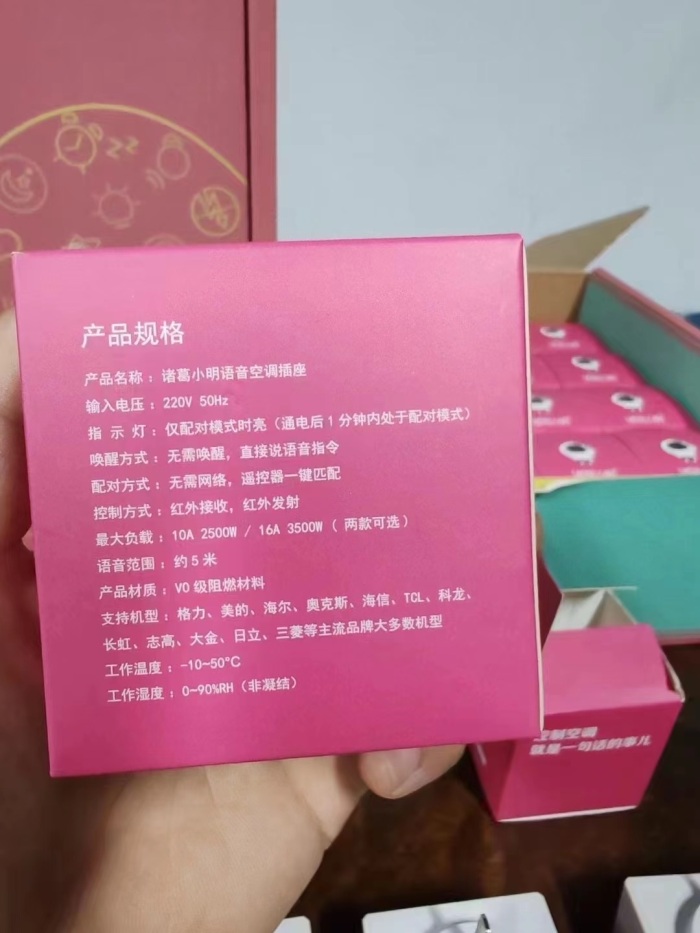 产品规格
产品名称：诸葛小明语音空调插座
输入电压：220V 50Hz
指 示 灯：仅配对模式时亮（通电后1分钟内处于配对模式）
唤醒方式：无需唤醒，直接说语音指令
配对方式：无需网络，遥控器一键匹配
控制方式：红外接收，红外发射
最大负载：10A 2500W / 16A 3500W（ 两款可选 ）
语音范围：约5米
产品材质：V0级阻燃材料
支持机型：格力、美的、海尔、奥克斯、海信、TCL、科龙、
长虹、志高、大金、日立、三菱等主流品牌大多数机型
工作温度：-10~50℃
工作湿度：0-90%RH（非凝结）
控制空调
就是一句话的事儿